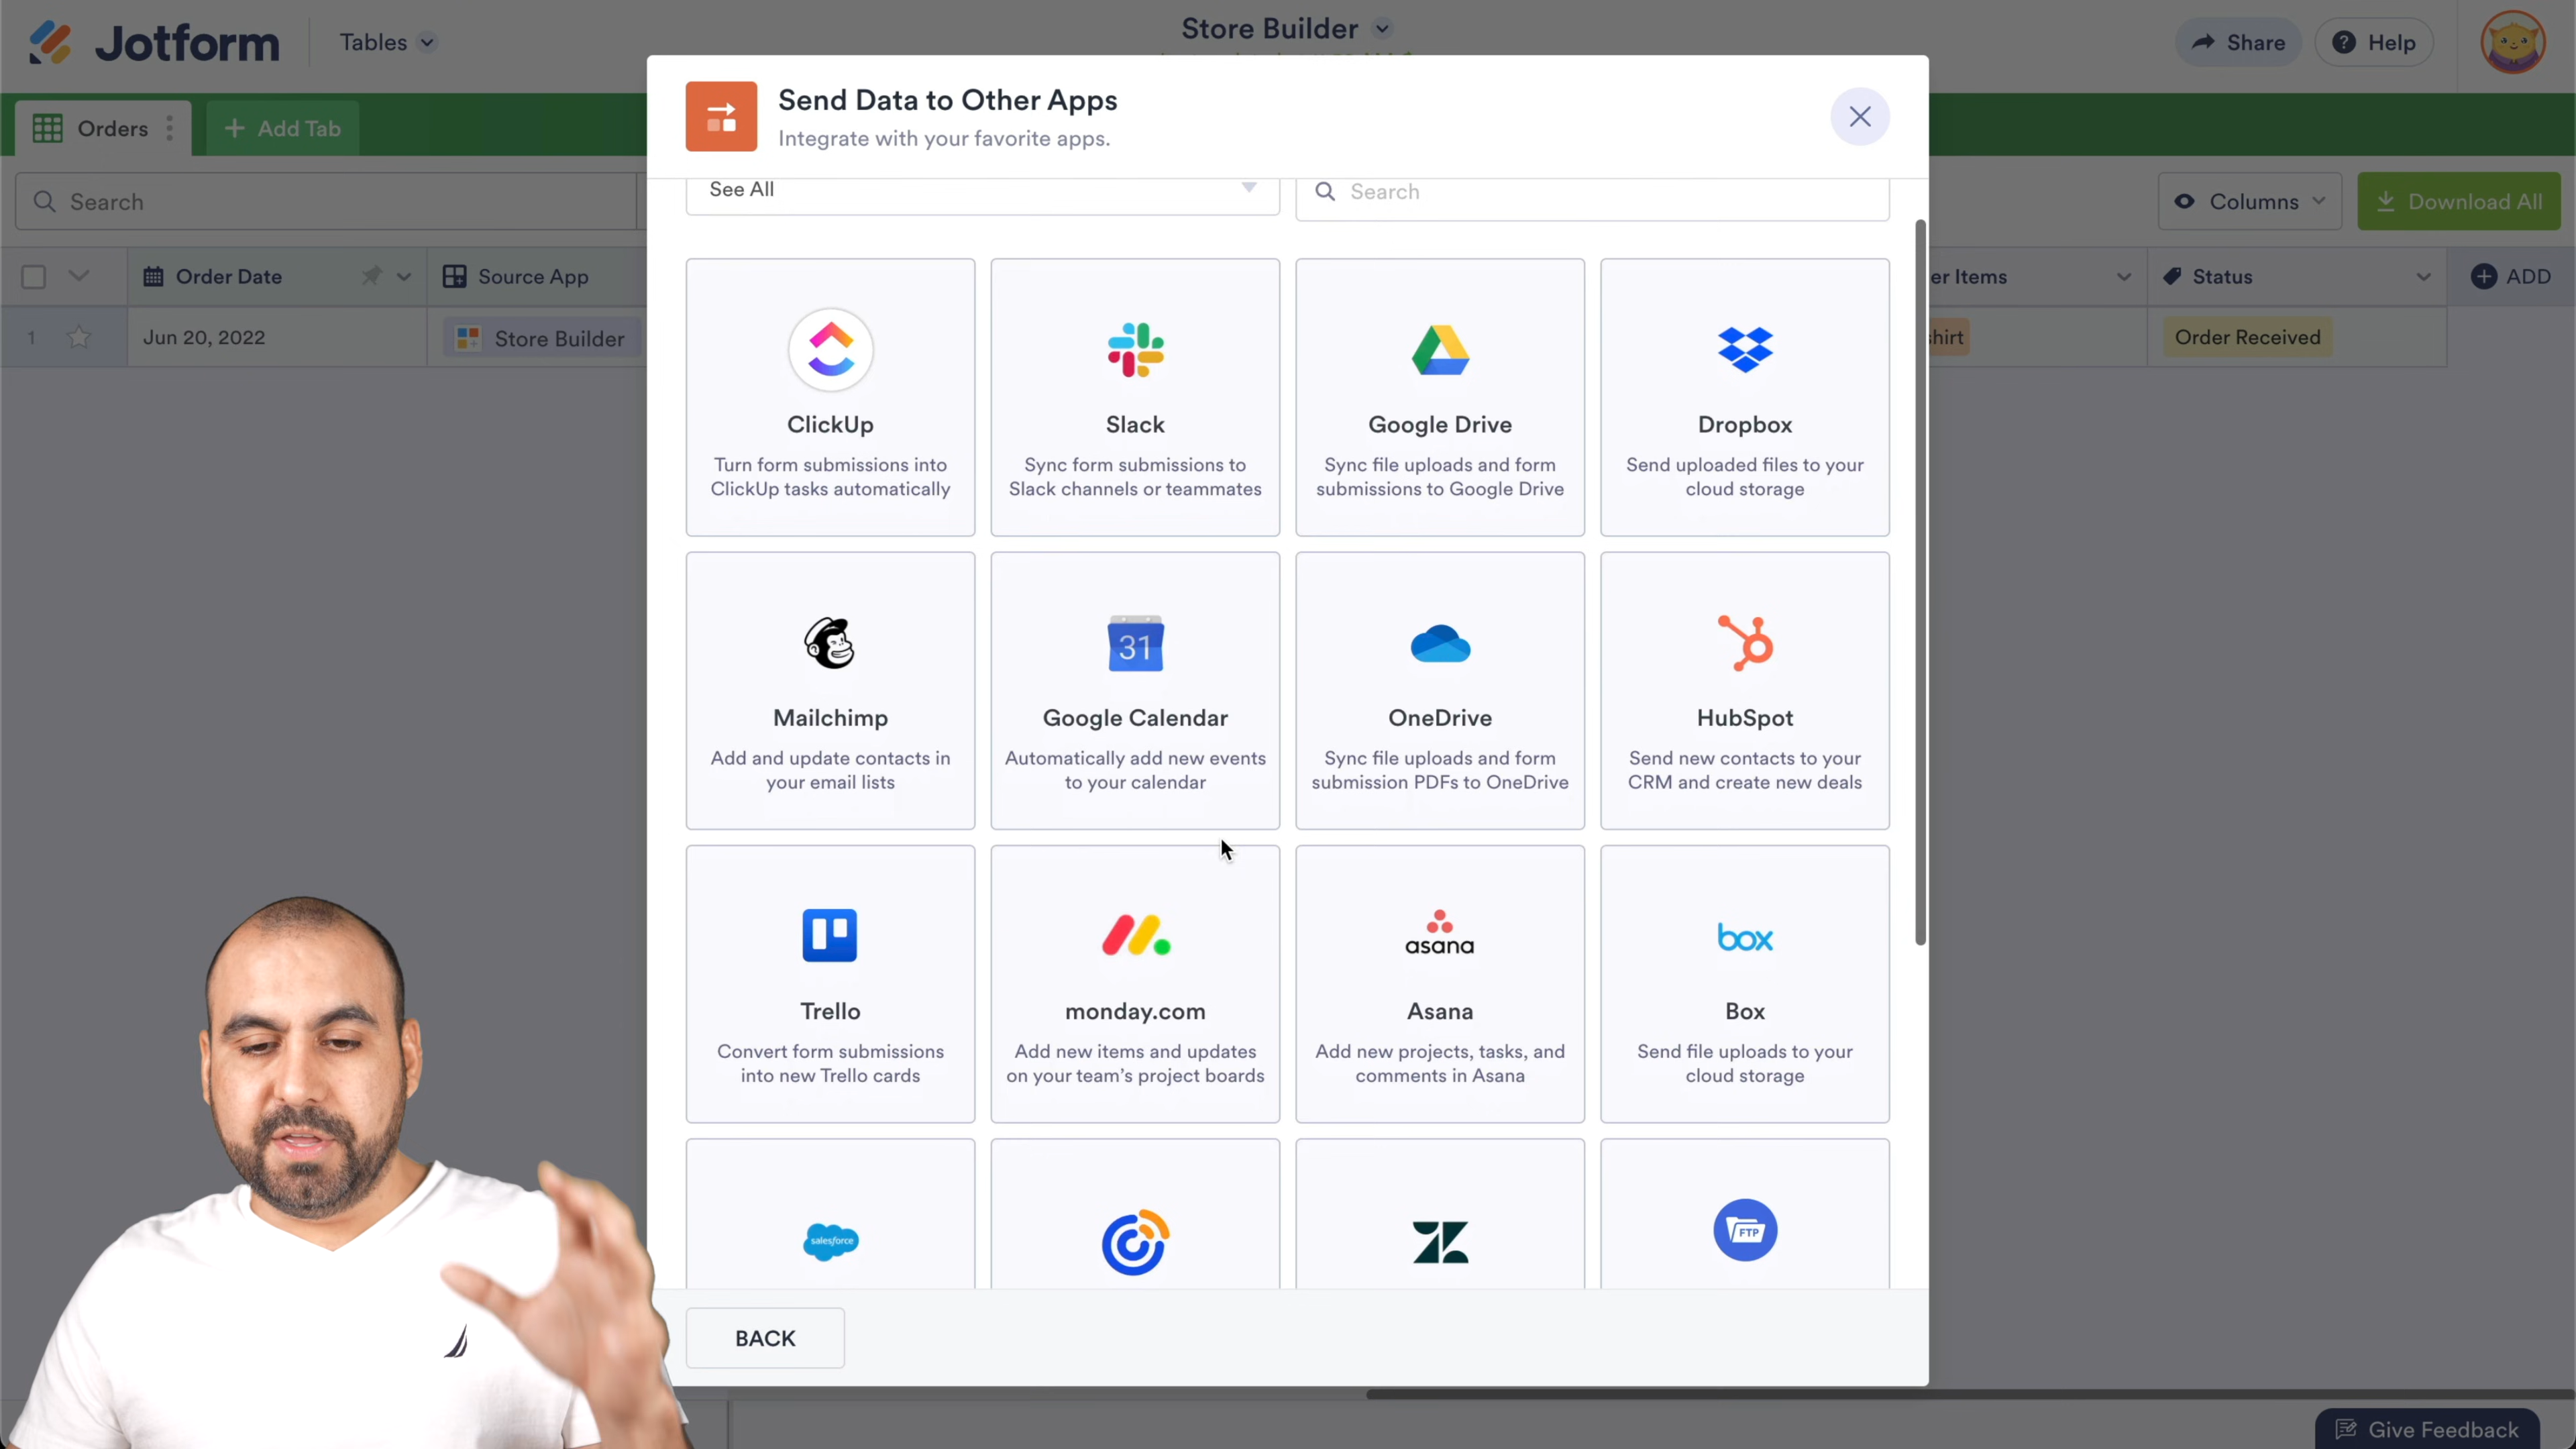 Jotform
Tables
Store Builder
Share
Help
Orders
Add Tab
Search
Columns
Download All
Order Date
Source App
er Items
Status
ADD
1
Jun 20, 2022
Store Builder
hirt
Order Received
Send Data to Other Apps
Integrate with your favorite apps.
See All
Search
ClickUp
Turn form submissions into
ClickUp tasks automatically
Slack
Sync form submissions to
Slack channels or teammates
Google Drive
Sync file uploads and form
submissions to Google Drive
Dropbox
Send uploaded files to your
cloud storage
Mailchimp
Add and update contacts in
your email lists
31
Google Calendar
Automatically add new events
to your calendar
OneDrive
Sync file uploads and form
submission PDFs to OneDrive
HubSpot
Send new contacts to your
CRM and create new deals
Trello
Convert form submissions
into new Trello cards
monday.com
Add new items and updates
on your team's project boards
asana
Asana
Add new projects, tasks, and
comments in Asana
box
Box
Send file uploads to your
cloud storage
salesforce
FTP
BACK
Give Feedback